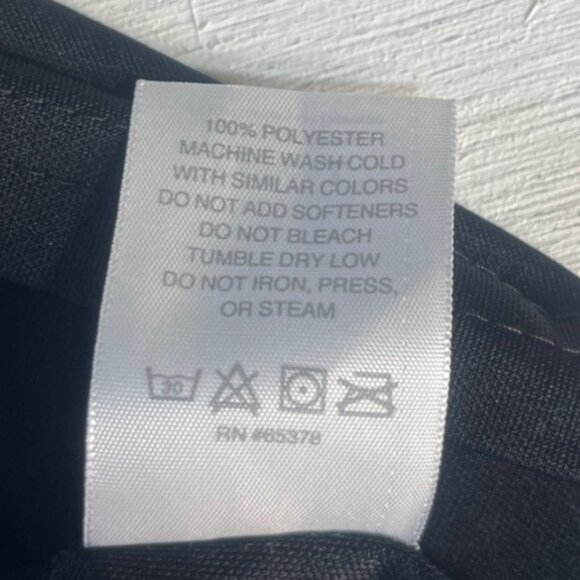 100% POLYESTER
MACHINE WASH COLD
WITH SIMILAR COLORS
DO NOT ADD SOFTENERS
DO NOT BLEACH
TUMBLE DRY LOW
DO NOT IRON, PRESS,
OR STEAM
30
RN #65378